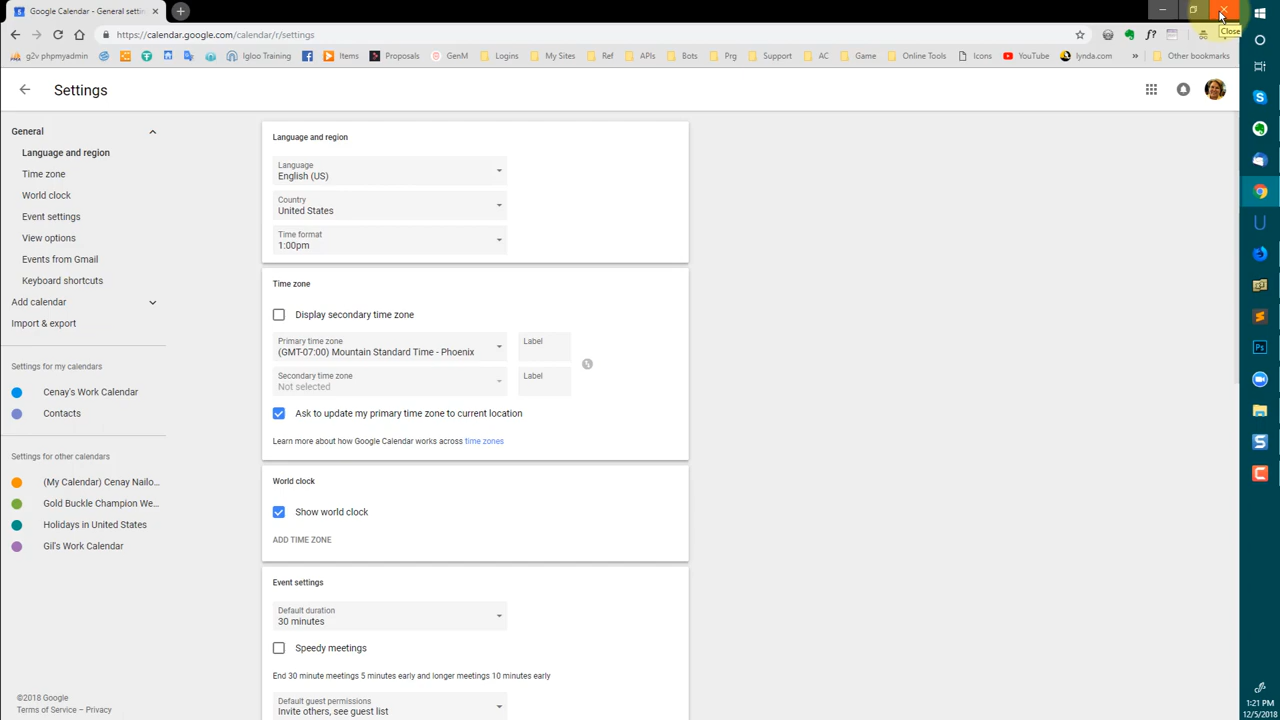 Google Calendar - General settin
https://calendar.google.com/calendar/r/settings
Close
g2v phpmyadmin
Igloo Training
Items
Proposals
GenM
Logins
My Sites
Ref
APIs
Bots
Prg
Support
AC
Game
Online Tools
Icons
YouTube
lynda.com
Other bookmarks
Settings
General
Language and region
Time zone
World clock
Event settings
View options
Events from Gmail
Keyboard shortcuts
Add calendar
Import & export
Settings for my calendars
Cenay's Work Calendar
Contacts
Settings for other calendars
(My Calendar) Cenay Nailo...
Gold Buckle Champion We...
Holidays in United States
Gil's Work Calendar
©2018 Google
Terms of Service – Privacy
Language and region
Language
English (US)
Country
United States
Time format
1:00pm
Time zone
Display secondary time zone
Primary time zone
(GMT-07:00) Mountain Standard Time - Phoenix
Label
Secondary time zone
Not selected
Label
Ask to update my primary time zone to current location
Learn more about how Google Calendar works across time zones
World clock
Show world clock
ADD TIME ZONE
Event settings
Default duration
30 minutes
Speedy meetings
End 30 minute meetings 5 minutes early and longer meetings 10 minutes early
Default guest permissions
Invite others, see guest list
1:21 PM
12/5/2018